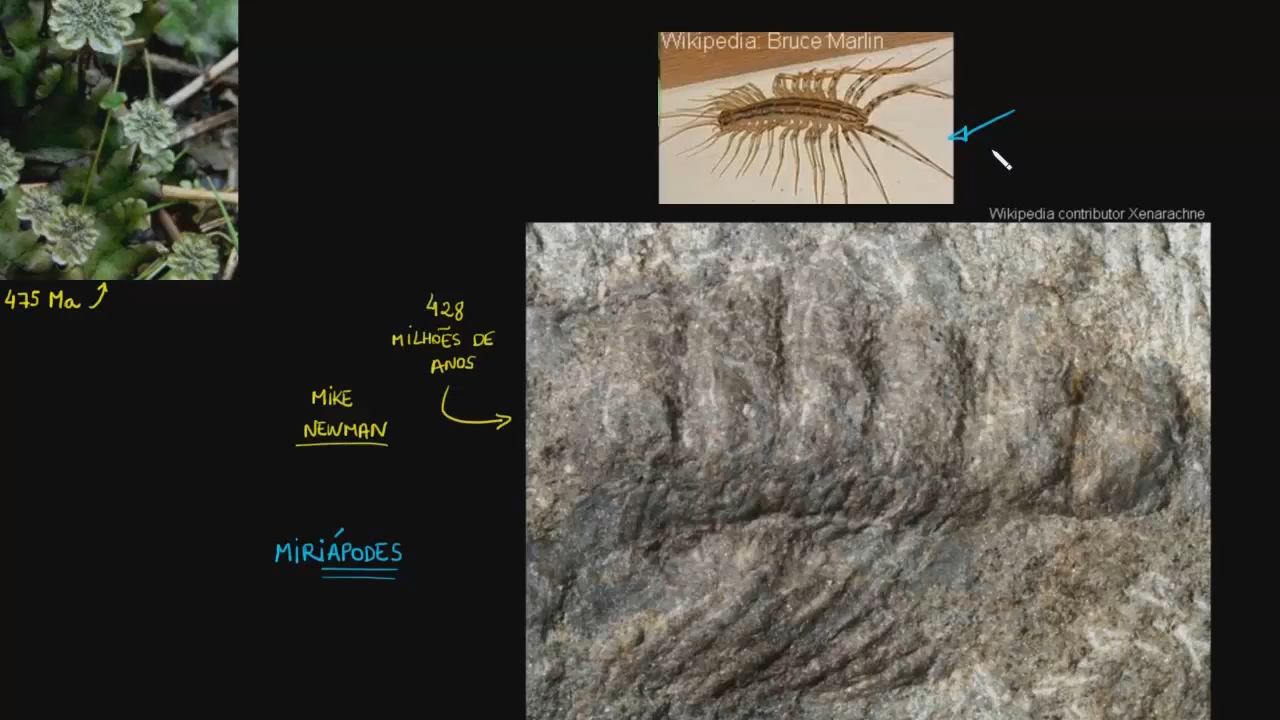 Wikipedia: Bruce Marlin
Wikipedia contributor Xenarachne
475 Ma
428
MILHÕES DE
ANOS
MIKE
NEWMAN
MIRIÁPODES